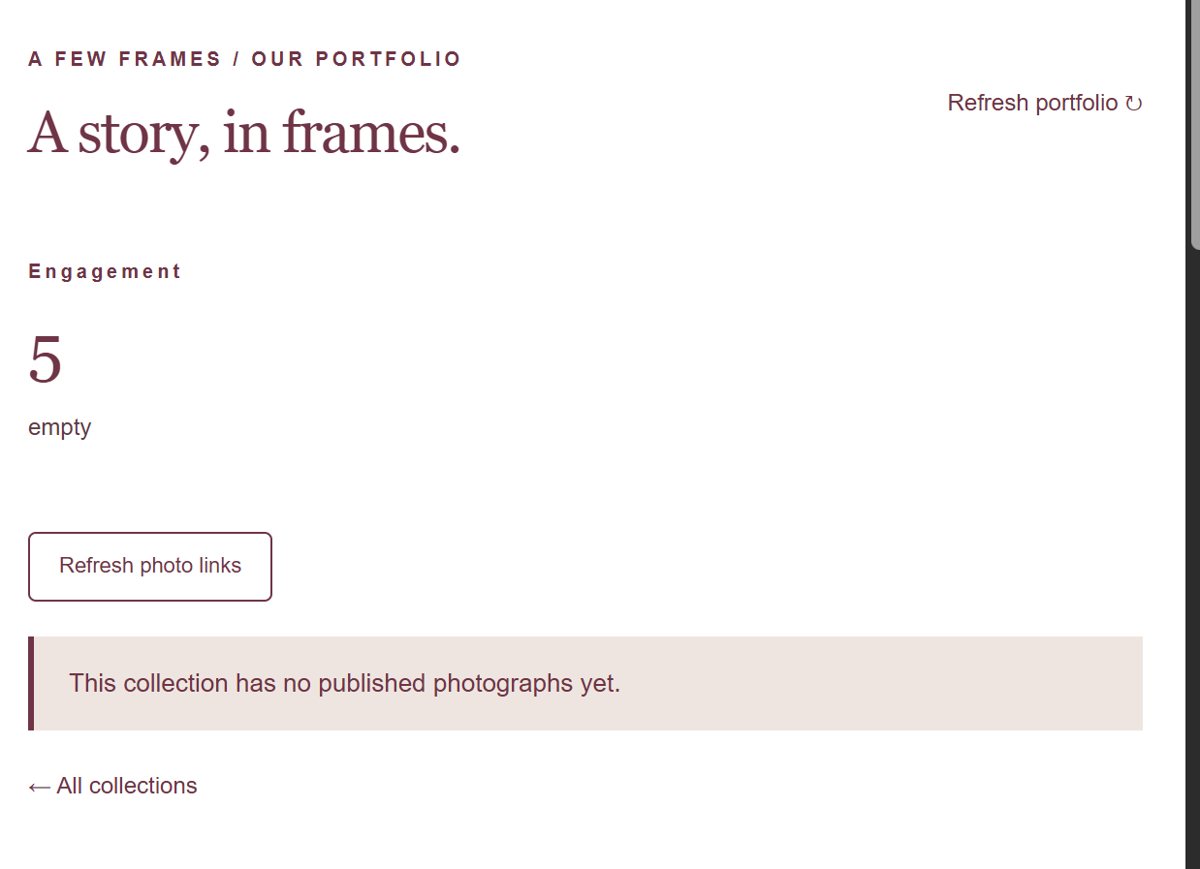 A FEW FRAMES / OUR PORTFOLIO
A story, in frames.
Refresh portfolio ↻
Engagement
5
empty
Refresh photo links
This collection has no published photographs yet.
← All collections